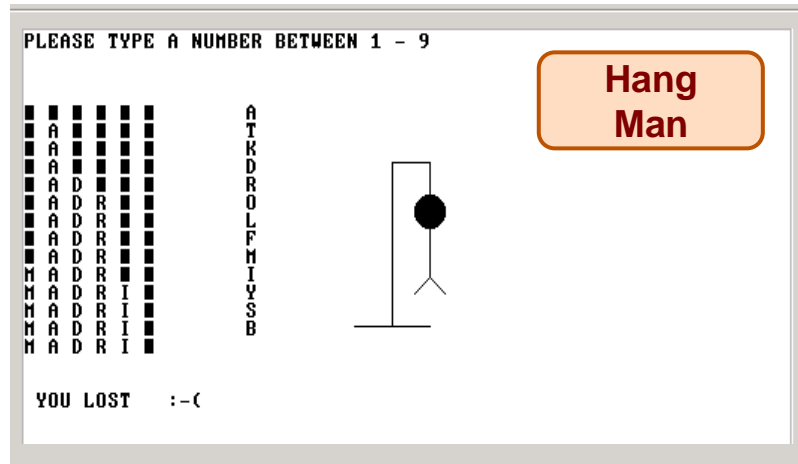 PLEASE TYPE A NUMBER BETWEEN 1 - 9
Hang
Man
■ ■ ■ ■ ■ ■ A
■ A ■ ■ ■ ■ T
■ A ■ ■ ■ ■ K
■ A ■ ■ ■ ■ D
■ A D ■ ■ ■ R
■ A D R ■ ■ O
■ A D R ■ ■ L
■ A D R ■ ■ F
■ A D R ■ ■ M
M A D R ■ ■ I
M A D R I ■ Y
M A D R I ■ S
M A D R I ■ B
M A D R I ■
YOU LOST :-(